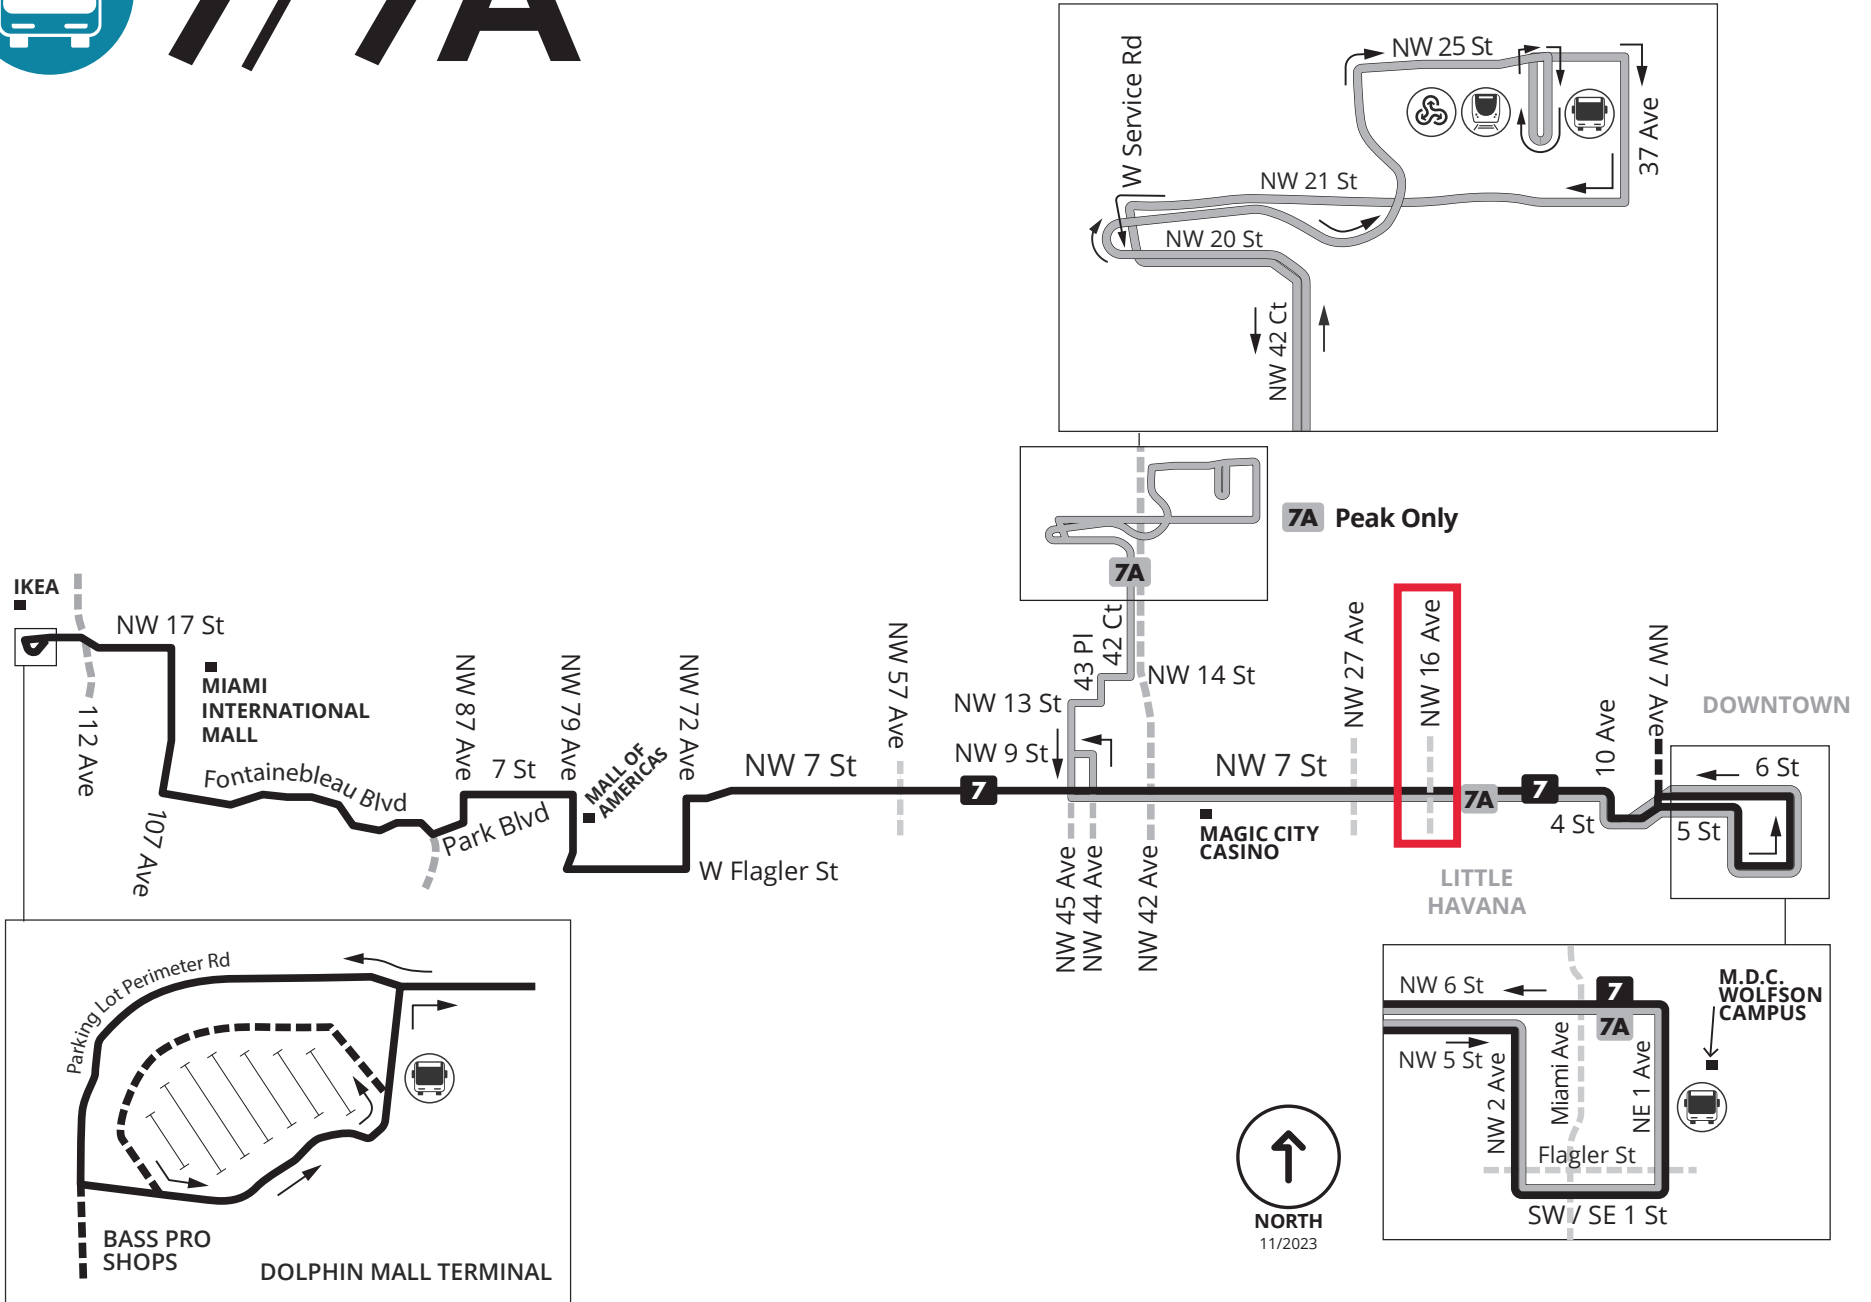 7/7A
W Service Rd
NW 25 St
37 Ave
NW 21 St
NW 20 St
NW 42 Ct
7A Peak Only
7A
IKEA
NW 17 St
112 Ave
MIAMI
INTERNATIONAL
MALL
107 Ave
Fontainebleau Blvd
NW 87 Ave
7 St
Park Blvd
NW 79 Ave
MALL OF
AMERICAS
NW 72 Ave
W Flagler St
NW 7 St
NW 57 Ave
7
NW 13 St
NW 9 St
43 Pl
42 Ct
NW 14 St
NW 45 Ave
NW 44 Ave
NW 42 Ave
NW 7 St
MAGIC CITY
CASINO
NW 27 Ave
NW 16 Ave
7A
7
LITTLE
HAVANA
4 St
10 Ave
NW 7 Ave
DOWNTOWN
6 St
5 St
Parking Lot Perimeter Rd
BASS PRO
SHOPS
DOLPHIN MALL TERMINAL
NORTH
11/2023
NW 6 St
NW 5 St
NW 2 Ave
Miami Ave
7
7A
NE 1 Ave
Flagler St
SW / SE 1 St
M.D.C.
WOLFSON
CAMPUS